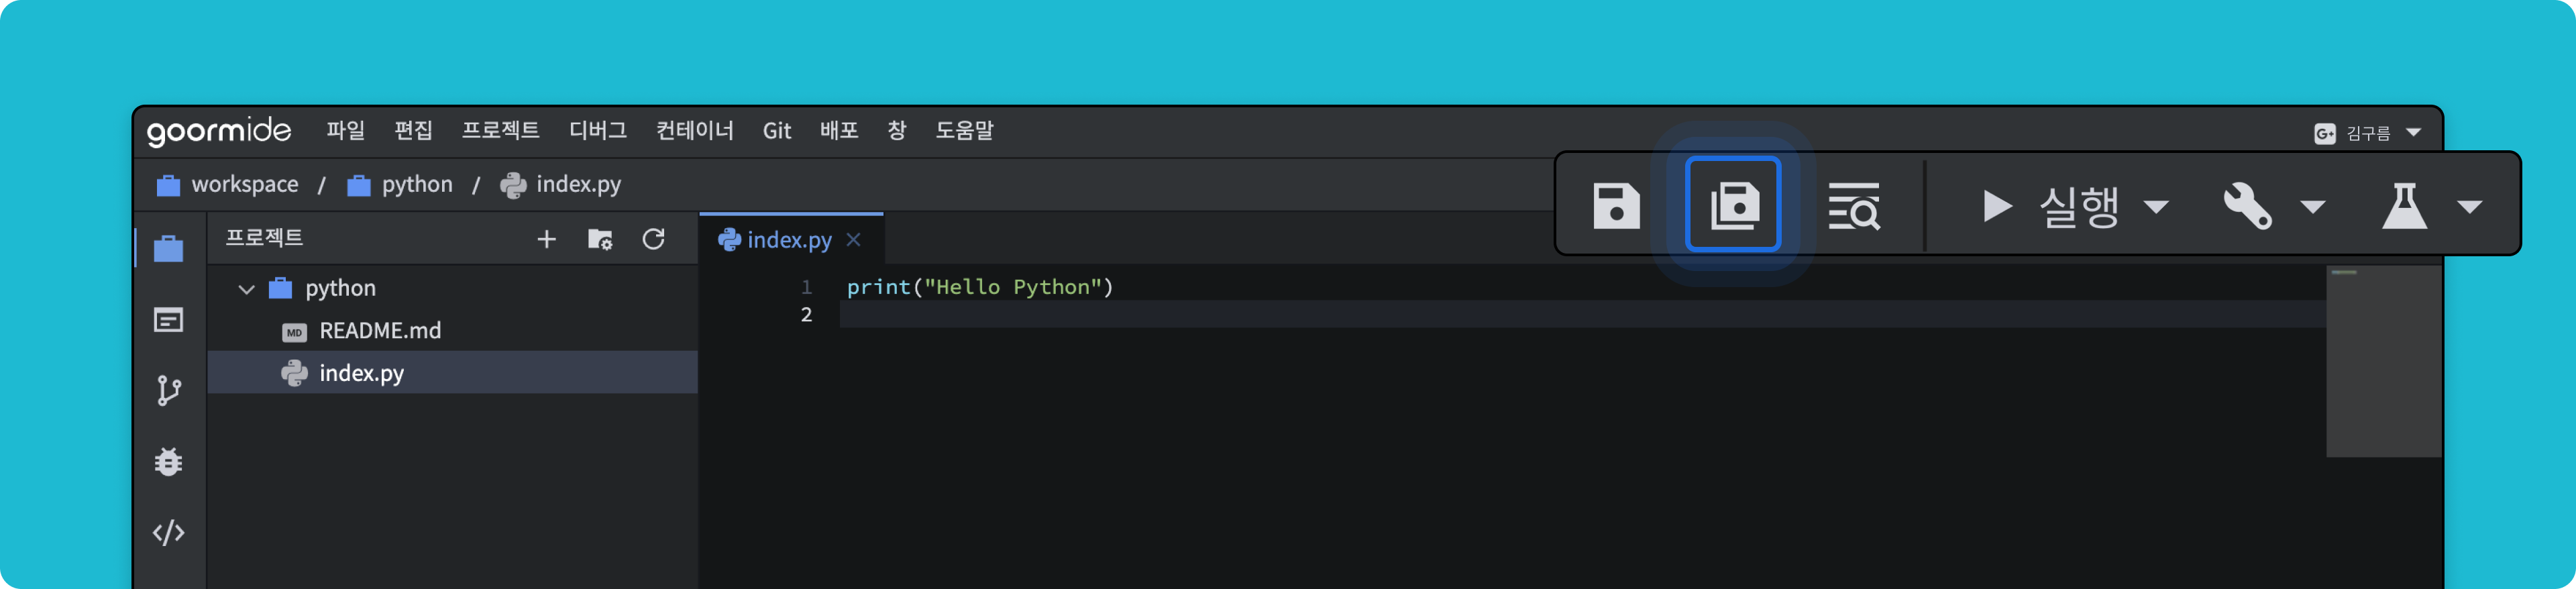 goormide 파일 편집 프로젝트 디버그 컨테이너 Git 배포 창 도움말 G+ 김구름
workspace / python / index.py
실행
프로젝트
index.py
python
MD README.md
index.py
1 print("Hello Python")
2